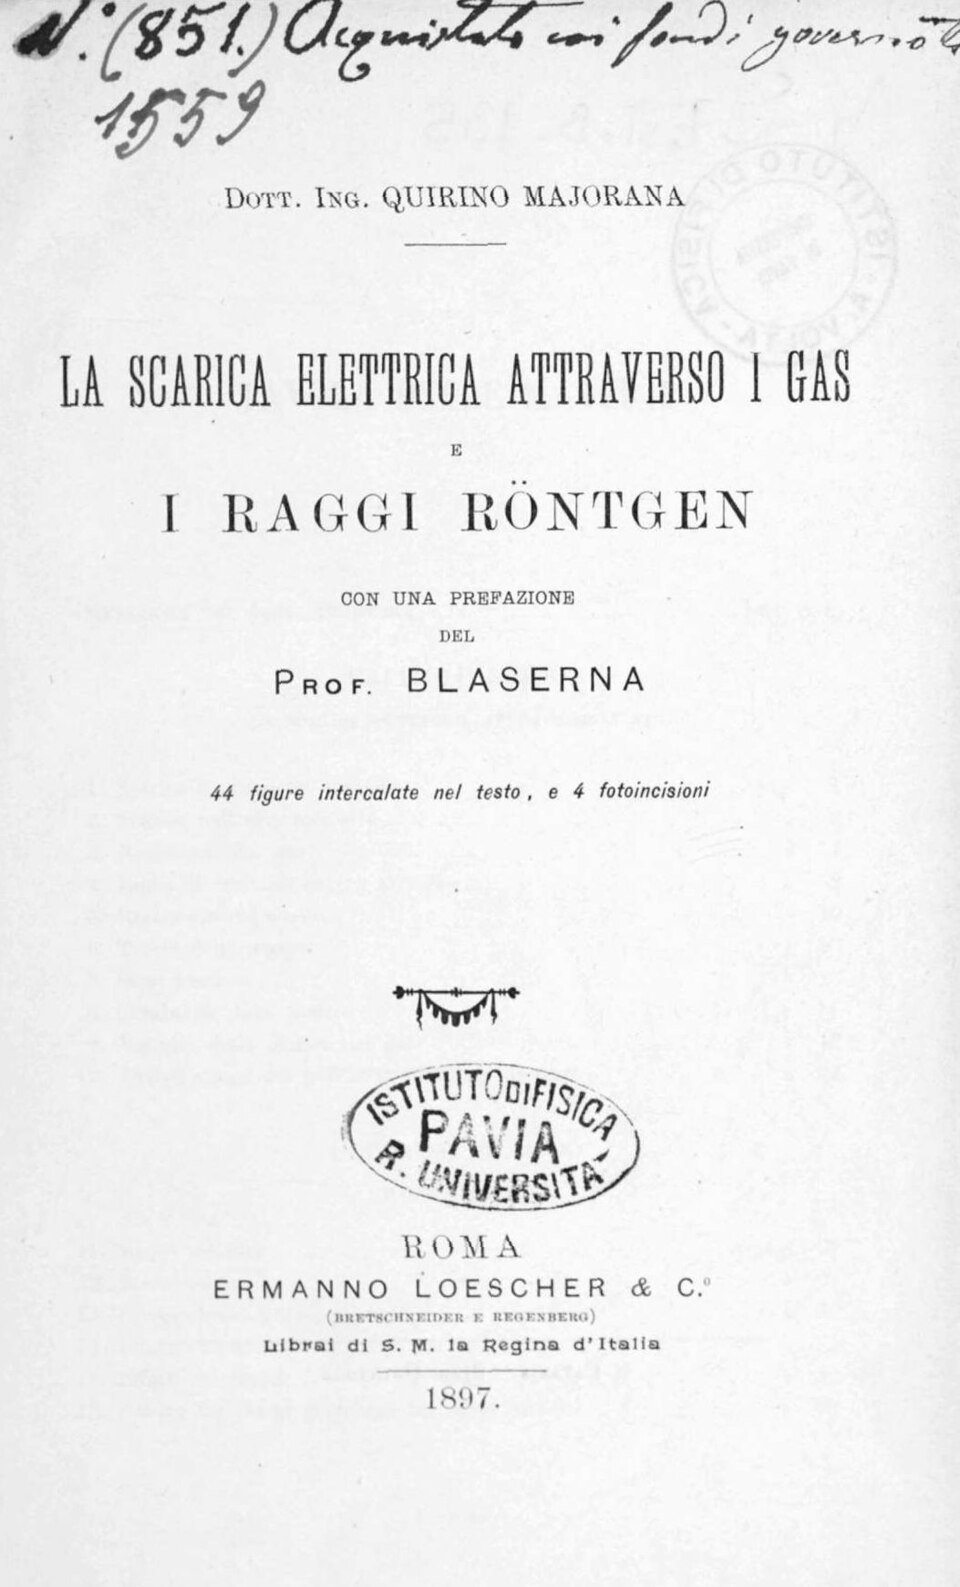 N.º (851.) Acquistato coi fondi governativi
1559
DOTT. ING. QUIRINO MAJORANA
LA SCARICA ELETTRICA ATTRAVERSO I GAS
E
I RAGGI RÖNTGEN
CON UNA PREFAZIONE
DEL
PROF. BLASERNA
44 figure intercalate nel testo, e 4 fotoincisioni
ISTITUTO DI FISICA
PAVIA
R. UNIVERSITÀ
ROMA
ERMANNO LOESCHER & C.º
(BRETSCHNEIDER E REGENBERG)
Librai di S. M. la Regina d'Italia
1897.